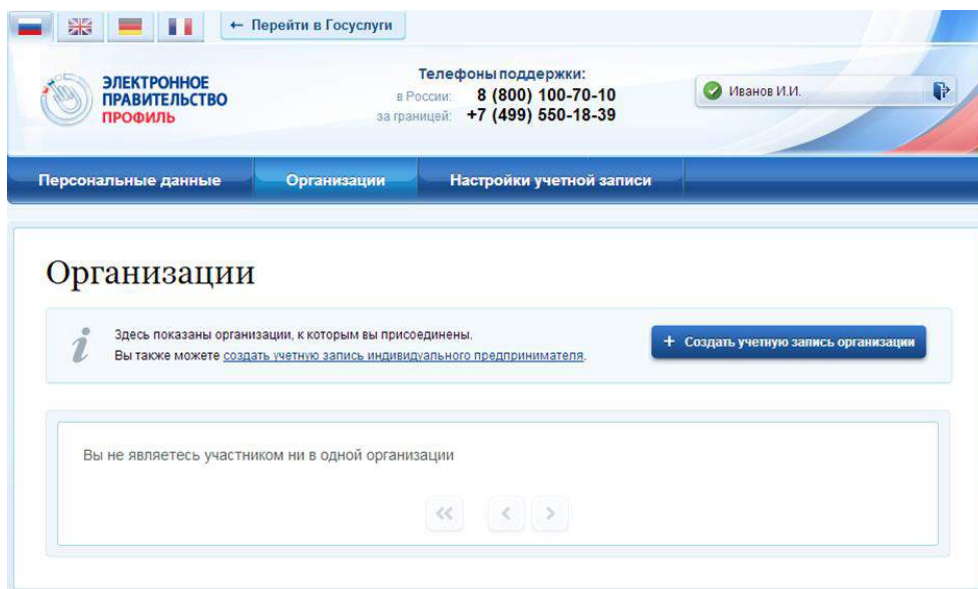 ← Перейти в Госуслуги
ЭЛЕКТРОННОЕ
ПРАВИТЕЛЬСТВО
ПРОФИЛЬ
Телефоны поддержки:
в России: 8 (800) 100-70-10
за границей: +7 (499) 550-18-39
Иванов И.И.
Персональные данные Организации Настройки учетной записи
Организации
Здесь показаны организации, к которым вы присоединены.
Вы также можете создать учетную запись индивидуального предпринимателя.
+ Создать учетную запись организации
Вы не являетесь участником ни в одной организации